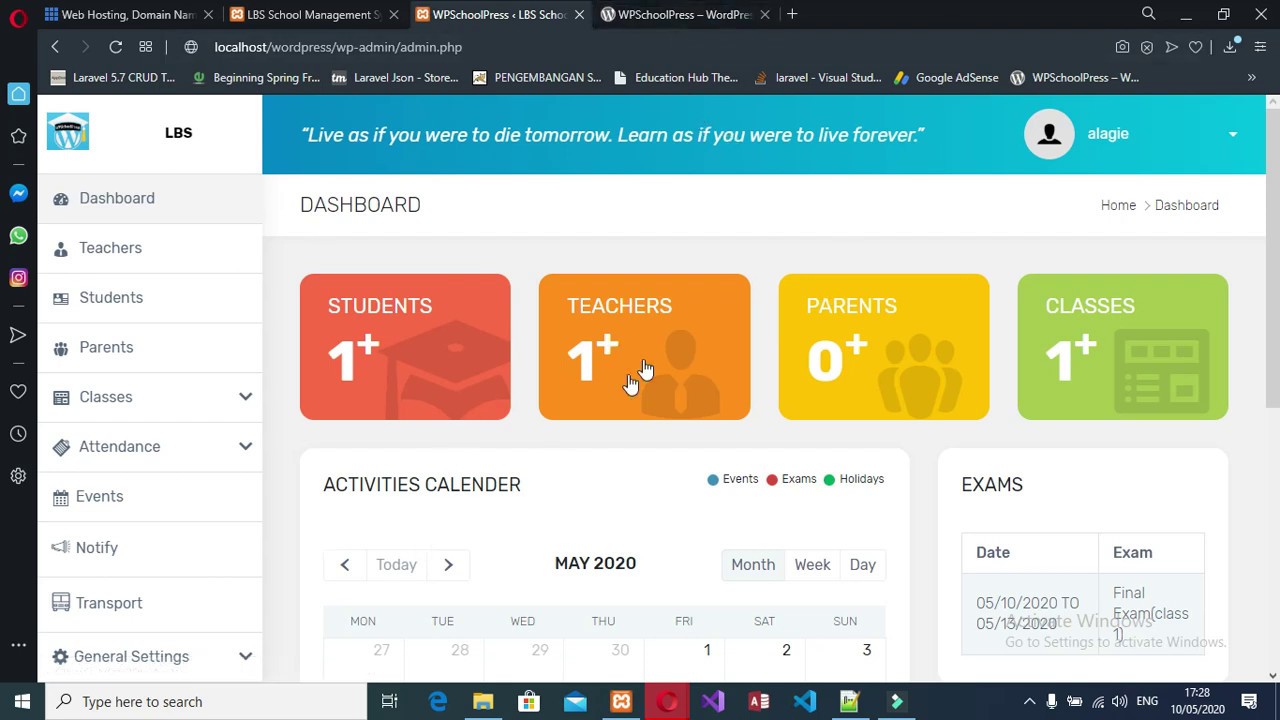 Web Hosting, Domain Nam
LBS School Management Sy
WPSchoolPress ‹ LBS Schoo
WPSchoolPress – WordPres
localhost/wordpress/wp-admin/admin.php
Laravel 5.7 CRUD T...
Beginning Spring Fr...
Laravel Json - Store...
PENGEMBANGAN S...
Education Hub The...
laravel - Visual Stud...
Google AdSense
WPSchoolPress – W...
LBS
“Live as if you were to die tomorrow. Learn as if you were to live forever.”
alagie
Dashboard
Teachers
Students
Parents
Classes
Attendance
Events
Notify
Transport
General Settings
DASHBOARD
Home > Dashboard
STUDENTS
1+
TEACHERS
1+
PARENTS
0+
CLASSES
1+
ACTIVITIES CALENDER
Events Exams Holidays
Today
MAY 2020
Month Week Day
MON TUE WED THU FRI SAT SUN
27 28 29 30 1 2 3
EXAMS
Date Exam
05/10/2020 TO
05/13/2020
Final
Exam(class
1)
Activate Windows
Go to Settings to activate Windows.
Type here to search
ENG
17:28
10/05/2020